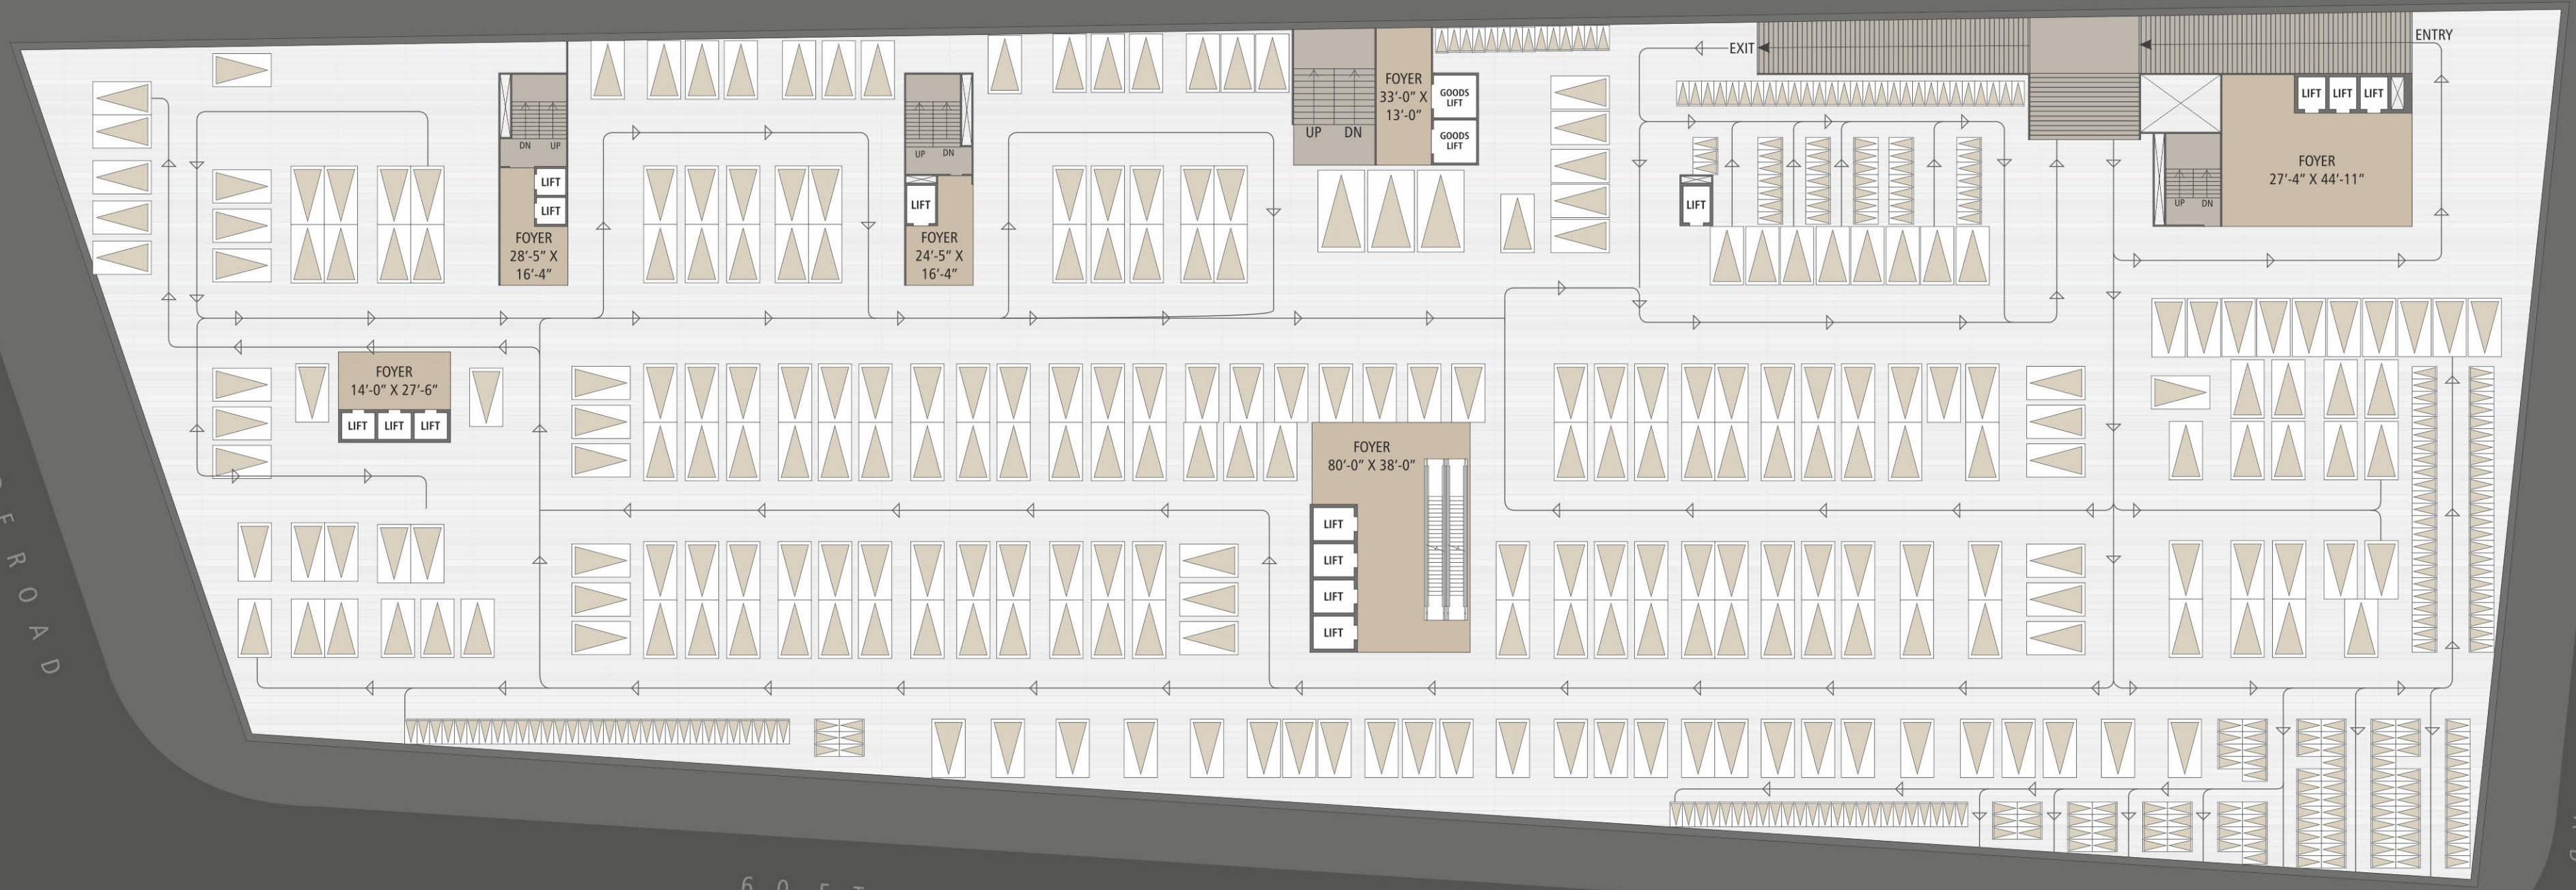 EXIT
ENTRY
FOYER
33'-0" X
13'-0"
GOODS
LIFT
GOODS
LIFT
UP DN
LIFT LIFT LIFT
FOYER
27'-4" X 44'-11"
UP DN
DN UP
LIFT
LIFT
FOYER
28'-5" X
16'-4"
UP DN
LIFT
FOYER
24'-5" X
16'-4"
LIFT
FOYER
14'-0" X 27'-6"
LIFT LIFT LIFT
FOYER
80'-0" X 38'-0"
LIFT
LIFT
LIFT
LIFT
ROAD